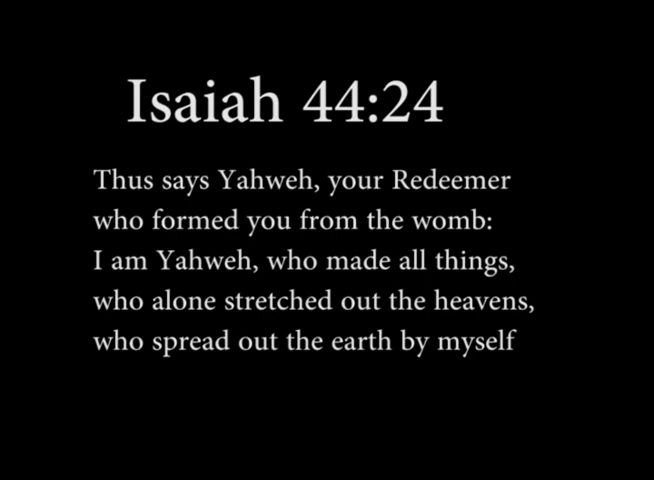 Isaiah 44:24
Thus says Yahweh, your Redeemer
who formed you from the womb:
I am Yahweh, who made all things,
who alone stretched out the heavens,
who spread out the earth by myself